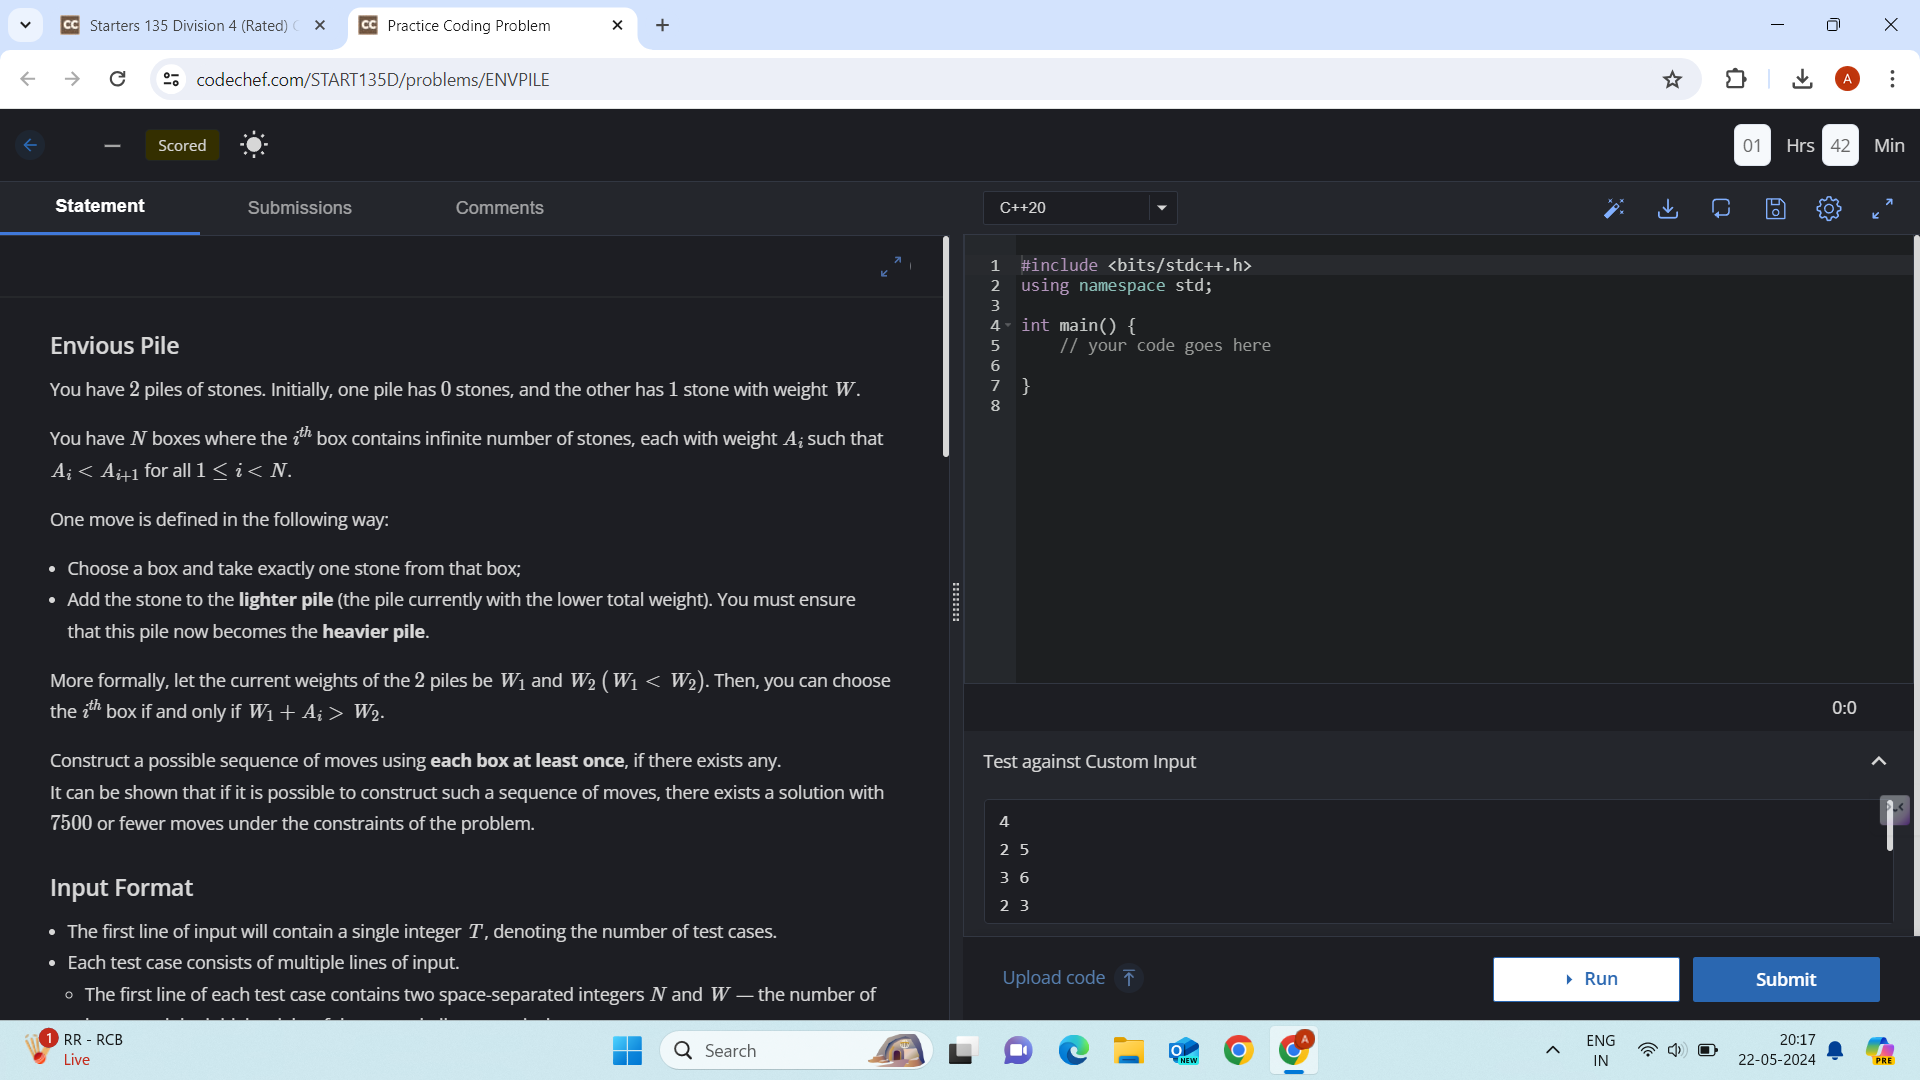 Starters 135 Division 4 (Rated)
Practice Coding Problem
codechef.com/START135D/problems/ENVPILE
A
Scored
01 Hrs 42 Min
Statement
Submissions
Comments
C++20
Envious Pile
You have 2 piles of stones. Initially, one pile has 0 stones, and the other has 1 stone with weight W.
You have N boxes where the i^th box contains infinite number of stones, each with weight A_i such that
A_i < A_{i+1} for all 1 ≤ i < N.
One move is defined in the following way:
• Choose a box and take exactly one stone from that box;
• Add the stone to the lighter pile (the pile currently with the lower total weight). You must ensure
that this pile now becomes the heavier pile.
More formally, let the current weights of the 2 piles be W_1 and W_2 (W_1 < W_2). Then, you can choose
the i^th box if and only if W_1 + A_i > W_2.
Construct a possible sequence of moves using each box at least once, if there exists any.
It can be shown that if it is possible to construct such a sequence of moves, there exists a solution with
7500 or fewer moves under the constraints of the problem.
Input Format
• The first line of input will contain a single integer T, denoting the number of test cases.
• Each test case consists of multiple lines of input.
◦ The first line of each test case contains two space-separated integers N and W — the number of
1 #include <bits/stdc++.h>
2 using namespace std;
3
4 int main() {
5 // your code goes here
6
7 }
8
0:0
Test against Custom Input
4
2 5
3 6
2 3
Upload code
Run
Submit
1
RR - RCB
Live
Search
NEW
A
ENG
IN
20:17
22-05-2024
PRE